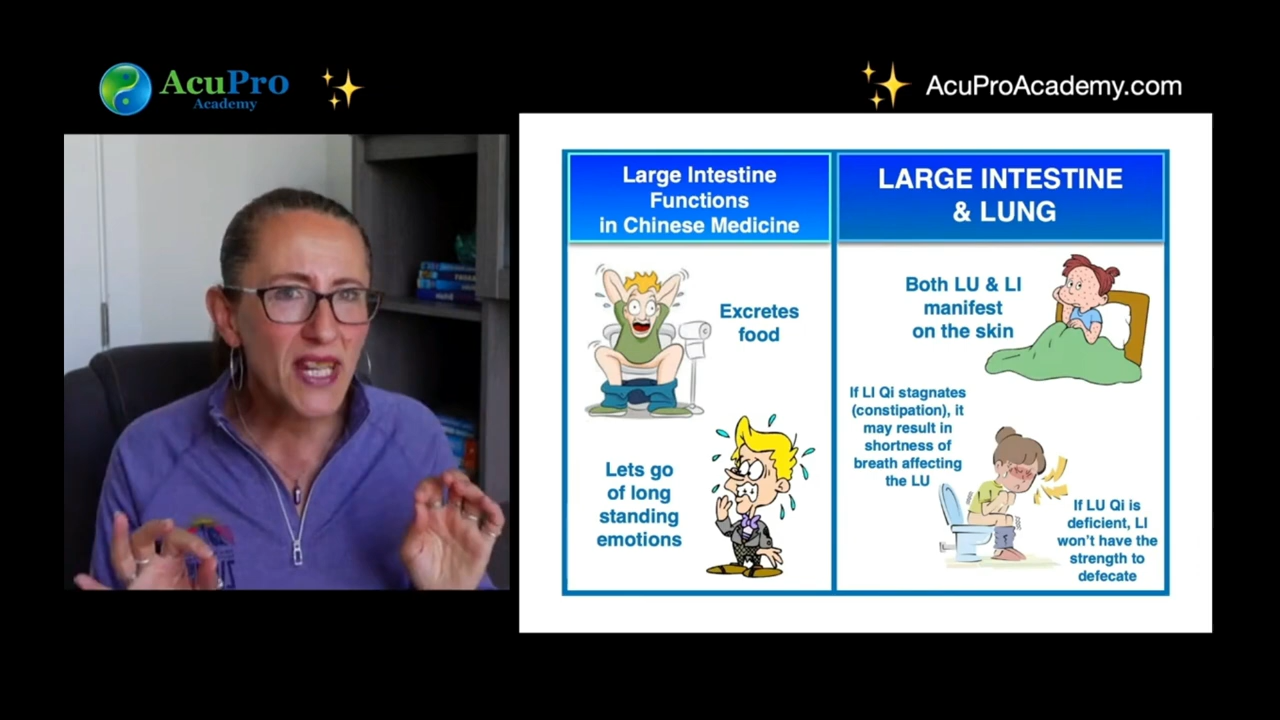 AcuPro
Academy
AcuProAcademy.com
Large Intestine
Functions
in Chinese Medicine
Excretes
food
Lets go
of long
standing
emotions
LARGE INTESTINE
& LUNG
Both LU & LI
manifest
on the skin
If LI Qi stagnates
(constipation), it
may result in
shortness of
breath affecting
the LU
If LU Qi is
deficient, LI
won't have the
strength to
defecate